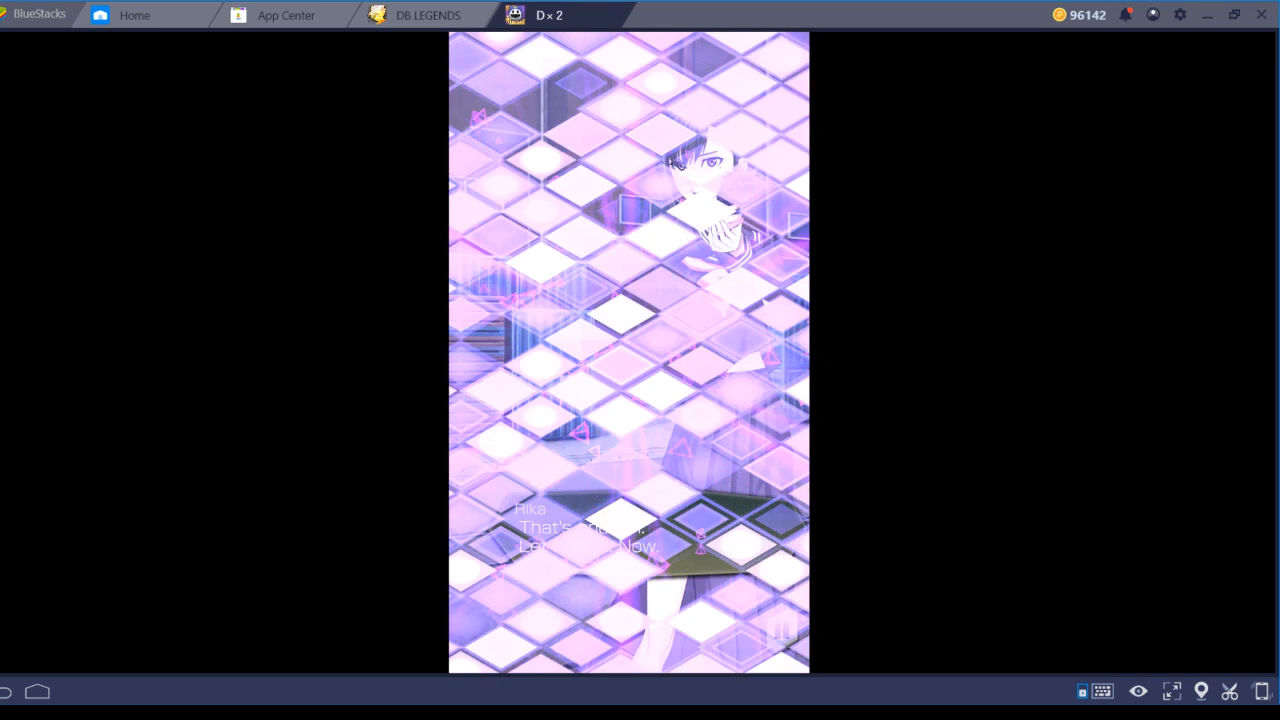 BlueStacks
Home
App Center
DB LEGENDS
D×2
96142
Rika
That's
Now.